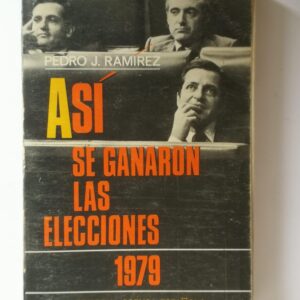 PEDRO J. RAMIREZ
ASÍ
SE GANARON
LAS
ELECCIONES
1979